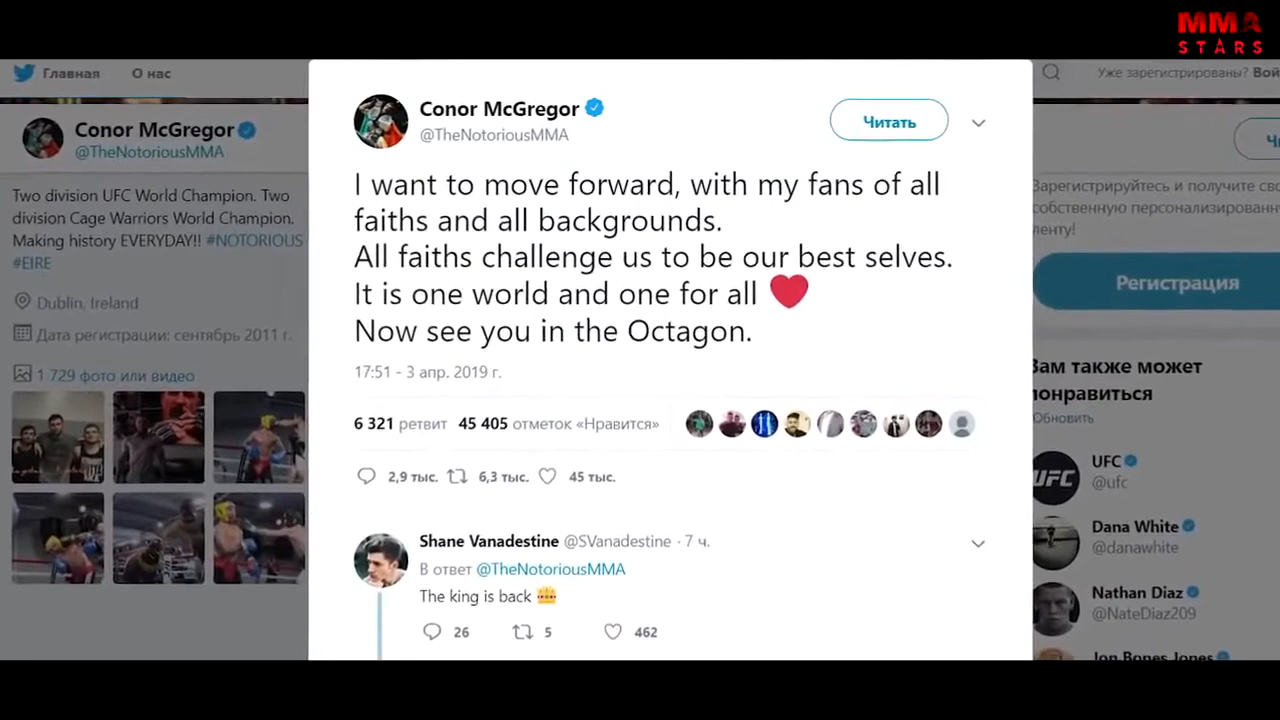 MMA
STARS
Главная О нас
Уже зарегистрированы? Вой
Conor McGregor
@TheNotoriousMMA
Two division UFC World Champion. Two
division Cage Warriors World Champion.
Making history EVERYDAY!! #NOTORIOUS
#EIRE
Dublin, Ireland
Дата регистрации: сентябрь 2011 г.
1 729 фото или видео
Conor McGregor
@TheNotoriousMMA
Читать
I want to move forward, with my fans of all
faiths and all backgrounds.
All faiths challenge us to be our best selves.
It is one world and one for all ❤
Now see you in the Octagon.
17:51 - 3 апр. 2019 г.
6 321 ретвит 45 405 отметок «Нравится»
2,9 тыс. 6,3 тыс. 45 тыс.
Shane Vanadestine @SVanadestine · 7 ч.
В ответ @TheNotoriousMMA
The king is back 👑
26 5 462
Зарегистрируйтесь и получите сво
собственную персонализированн
ленту!
Регистрация
Вам также может
понравиться
Обновить
UFC
UFC
@ufc
Dana White
@danawhite
Nathan Diaz
@NateDiaz209
Jon Bones Jones